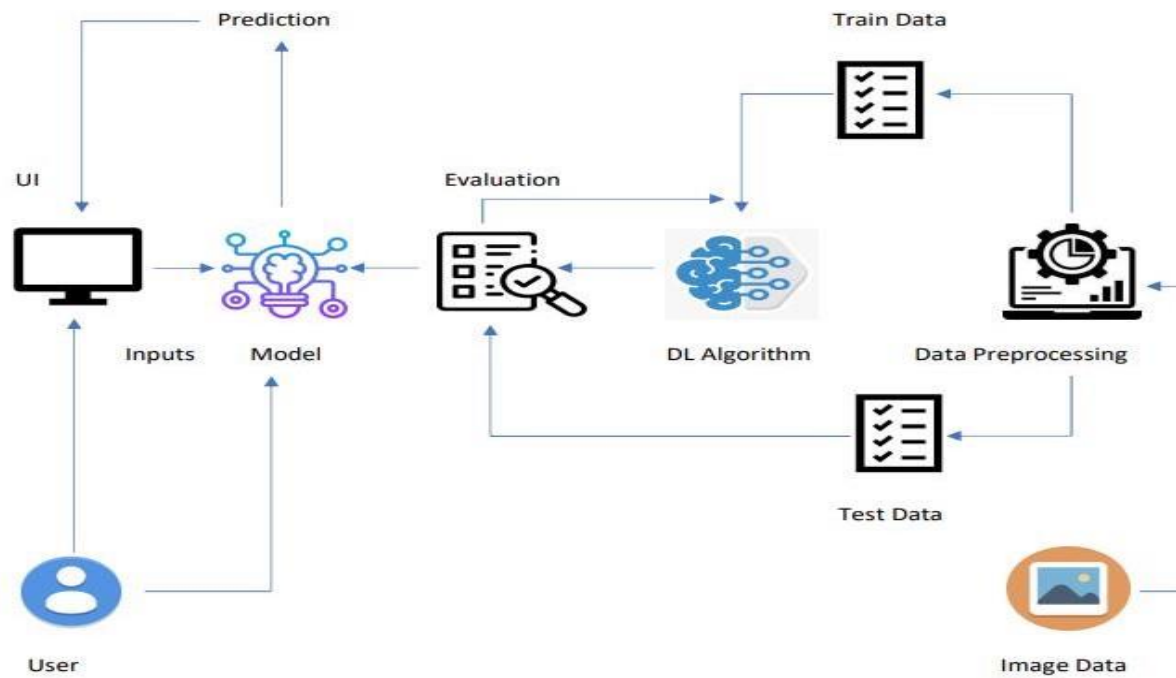 Prediction
Train Data
UI
Evaluation
Inputs
Model
DL Algorithm
Data Preprocessing
Test Data
User
Image Data